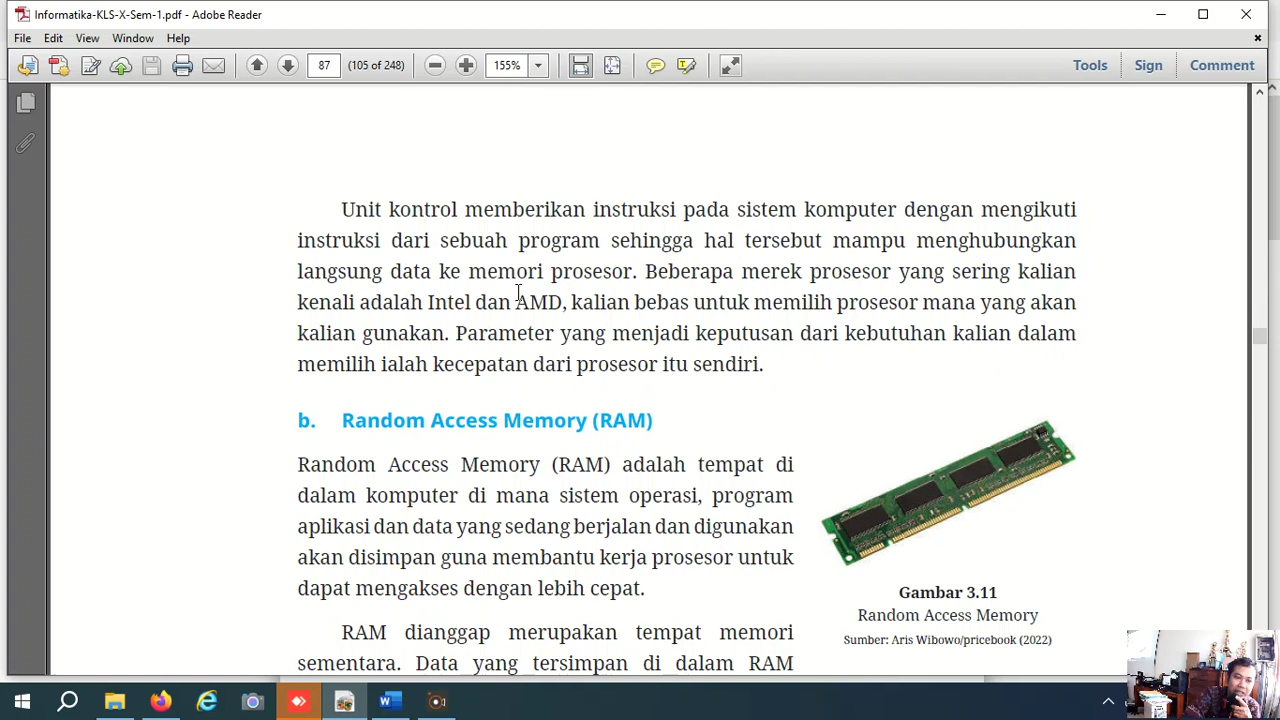 Informatika-KLS-X-Sem-1.pdf - Adobe Reader
File Edit View Window Help
87 (105 of 248) 155% Tools Sign Comment
Unit kontrol memberikan instruksi pada sistem komputer dengan mengikuti
instruksi dari sebuah program sehingga hal tersebut mampu menghubungkan
langsung data ke memori prosesor. Beberapa merek prosesor yang sering kalian
kenali adalah Intel dan AMD, kalian bebas untuk memilih prosesor mana yang akan
kalian gunakan. Parameter yang menjadi keputusan dari kebutuhan kalian dalam
memilih ialah kecepatan dari prosesor itu sendiri.
b. Random Access Memory (RAM)
Random Access Memory (RAM) adalah tempat di
dalam komputer di mana sistem operasi, program
aplikasi dan data yang sedang berjalan dan digunakan
akan disimpan guna membantu kerja prosesor untuk
dapat mengakses dengan lebih cepat.
RAM dianggap merupakan tempat memori
sementara. Data yang tersimpan di dalam RAM
Gambar 3.11
Random Access Memory
Sumber: Aris Wibowo/pricebook (2022)